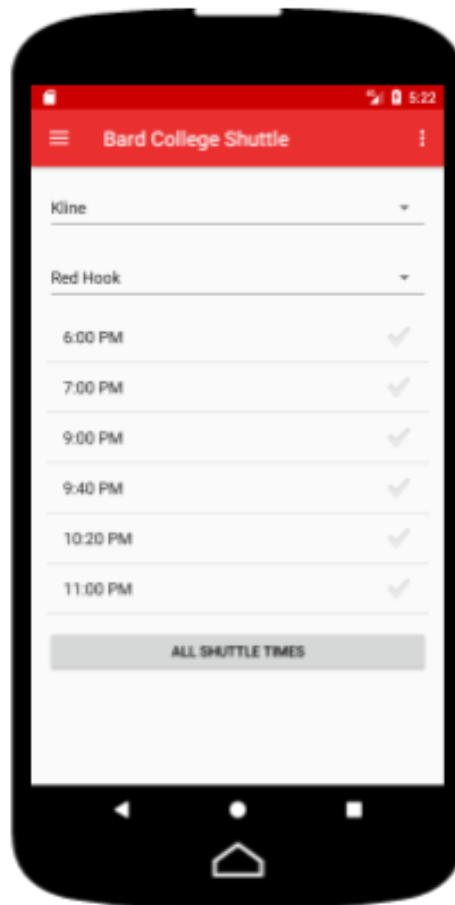 5:22
Bard College Shuttle
Kline
Red Hook
6:00 PM
7:00 PM
9:00 PM
9:40 PM
10:20 PM
11:00 PM
ALL SHUTTLE TIMES